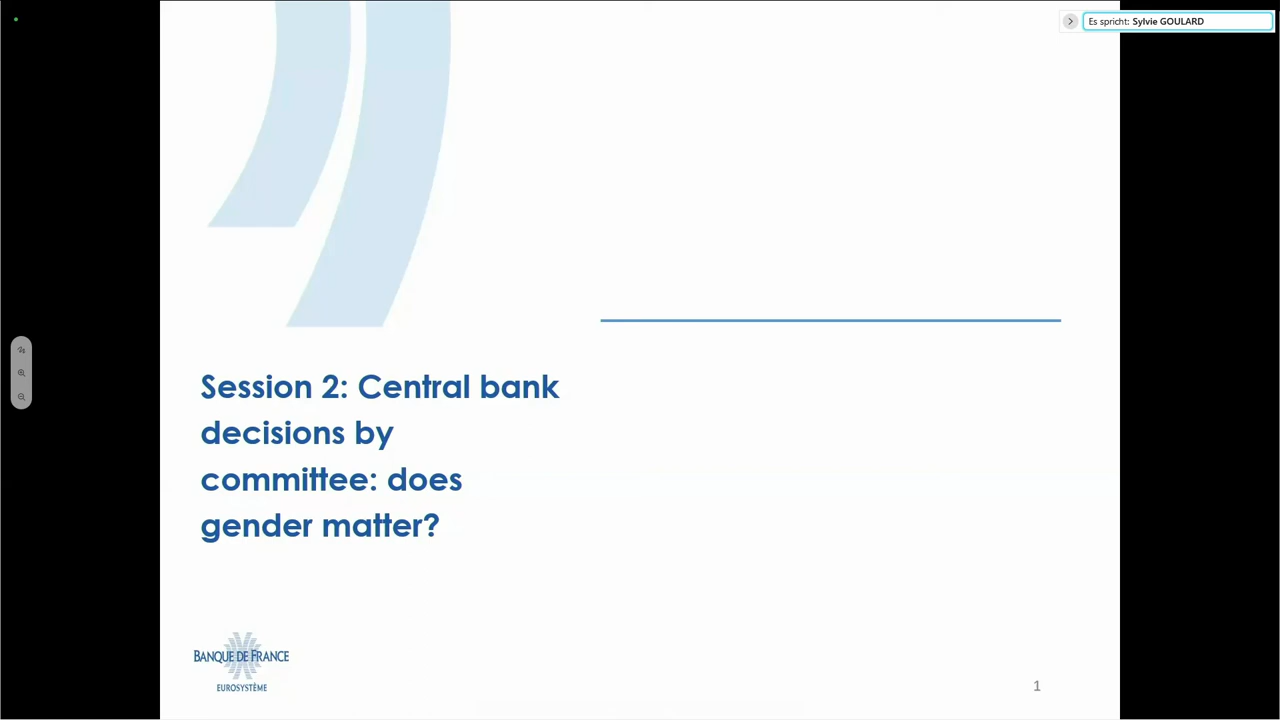 Es spricht: Sylvie GOULARD
Session 2: Central bank
decisions by
committee: does
gender matter?
BANQUE DE FRANCE
EUROSYSTÈME
1